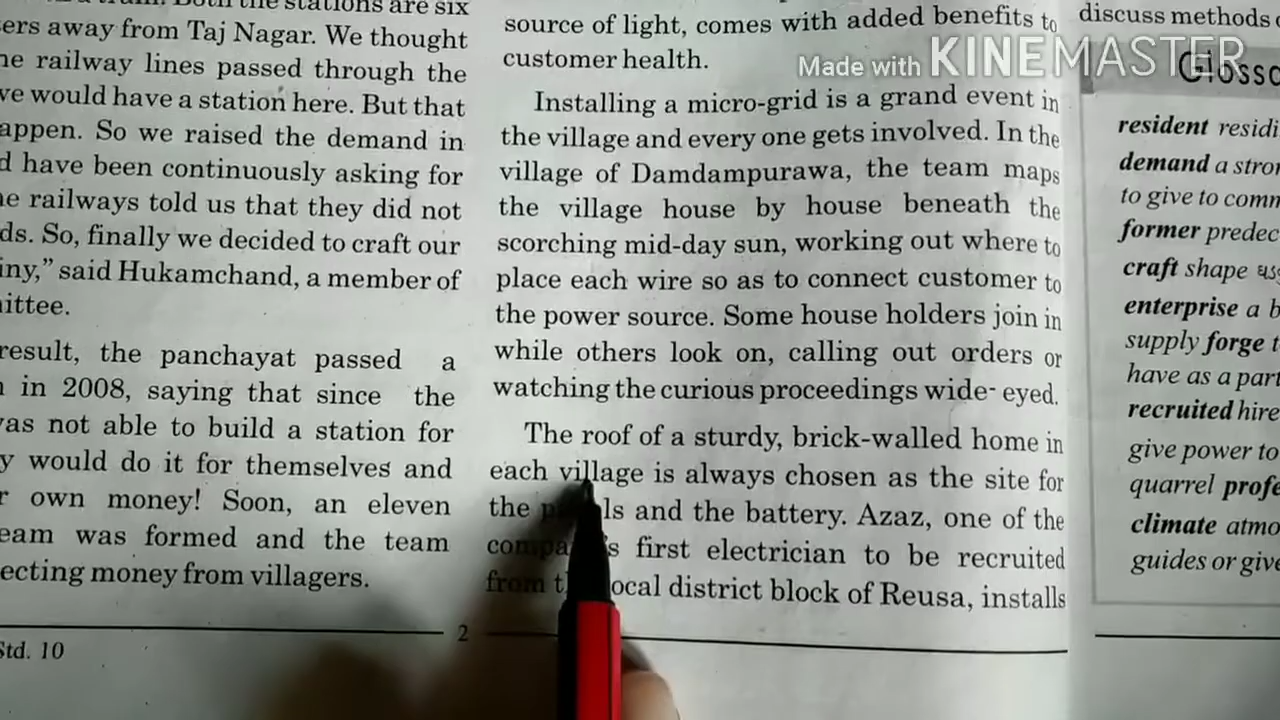 stations are six
ers away from Taj Nagar. We thought
he railway lines passed through the
we would have a station here. But that
appen. So we raised the demand in
d have been continuously asking for
he railways told us that they did not
ds. So, finally we decided to craft our
iny,” said Hukamchand, a member of
nittee.
result, the panchayat passed a
n in 2008, saying that since the
was not able to build a station for
y would do it for themselves and
r own money! Soon, an eleven
eam was formed and the team
ecting money from villagers.
Std. 10
2
source of light, comes with added benefits to
customer health.
Installing a micro-grid is a grand event in
the village and every one gets involved. In the
village of Damdampurawa, the team maps
the village house by house beneath the
scorching mid-day sun, working out where to
place each wire so as to connect customer to
the power source. Some house holders join in
while others look on, calling out orders or
watching the curious proceedings wide- eyed.
The roof of a sturdy, brick-walled home in
each village is always chosen as the site for
the ls and the battery. Azaz, one of the
s first electrician to be recruited
from ocal district block of Reusa, installs
discuss methods
Made with KINEMASTER
Glossa
resident residi
demand a stron
to give to comm
former predec
craft shape
enterprise a b
supply forge t
have as a part
recruited hire
give power to
quarrel profe
climate atmo
guides or give